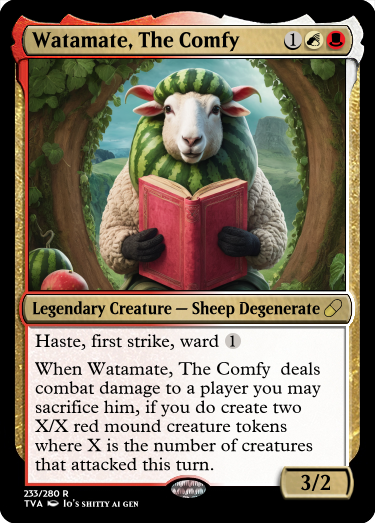 Watamate, The Comfy 1
Legendary Creature — Sheep Degenerate
Haste, first strike, ward 1
When Watamate, The Comfy  deals
combat damage to a player you may
sacrifice him, if you do create two
X/X red mound creature tokens
where X is the number of creatures
that attacked this turn.
3/2
233/280 R
TVA Io's shitty ai gen